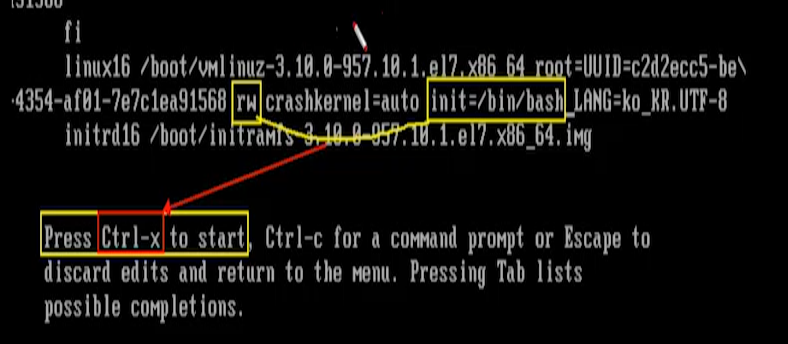 fi
linux16 /boot/vmlinuz-3.10.0-957.10.1.el7.x86_64 root=UUID=c2d2ecc5-be\
-4354-af01-7e7c1ea91568 rw crashkernel=auto init=/bin/bash LANG=ko_KR.UTF-8
initrd16 /boot/initramfs-3.10.0-957.10.1.el7.x86_64.img
Press Ctrl-x to start, Ctrl-c for a command prompt or Escape to
discard edits and return to the menu. Pressing Tab lists
possible completions.